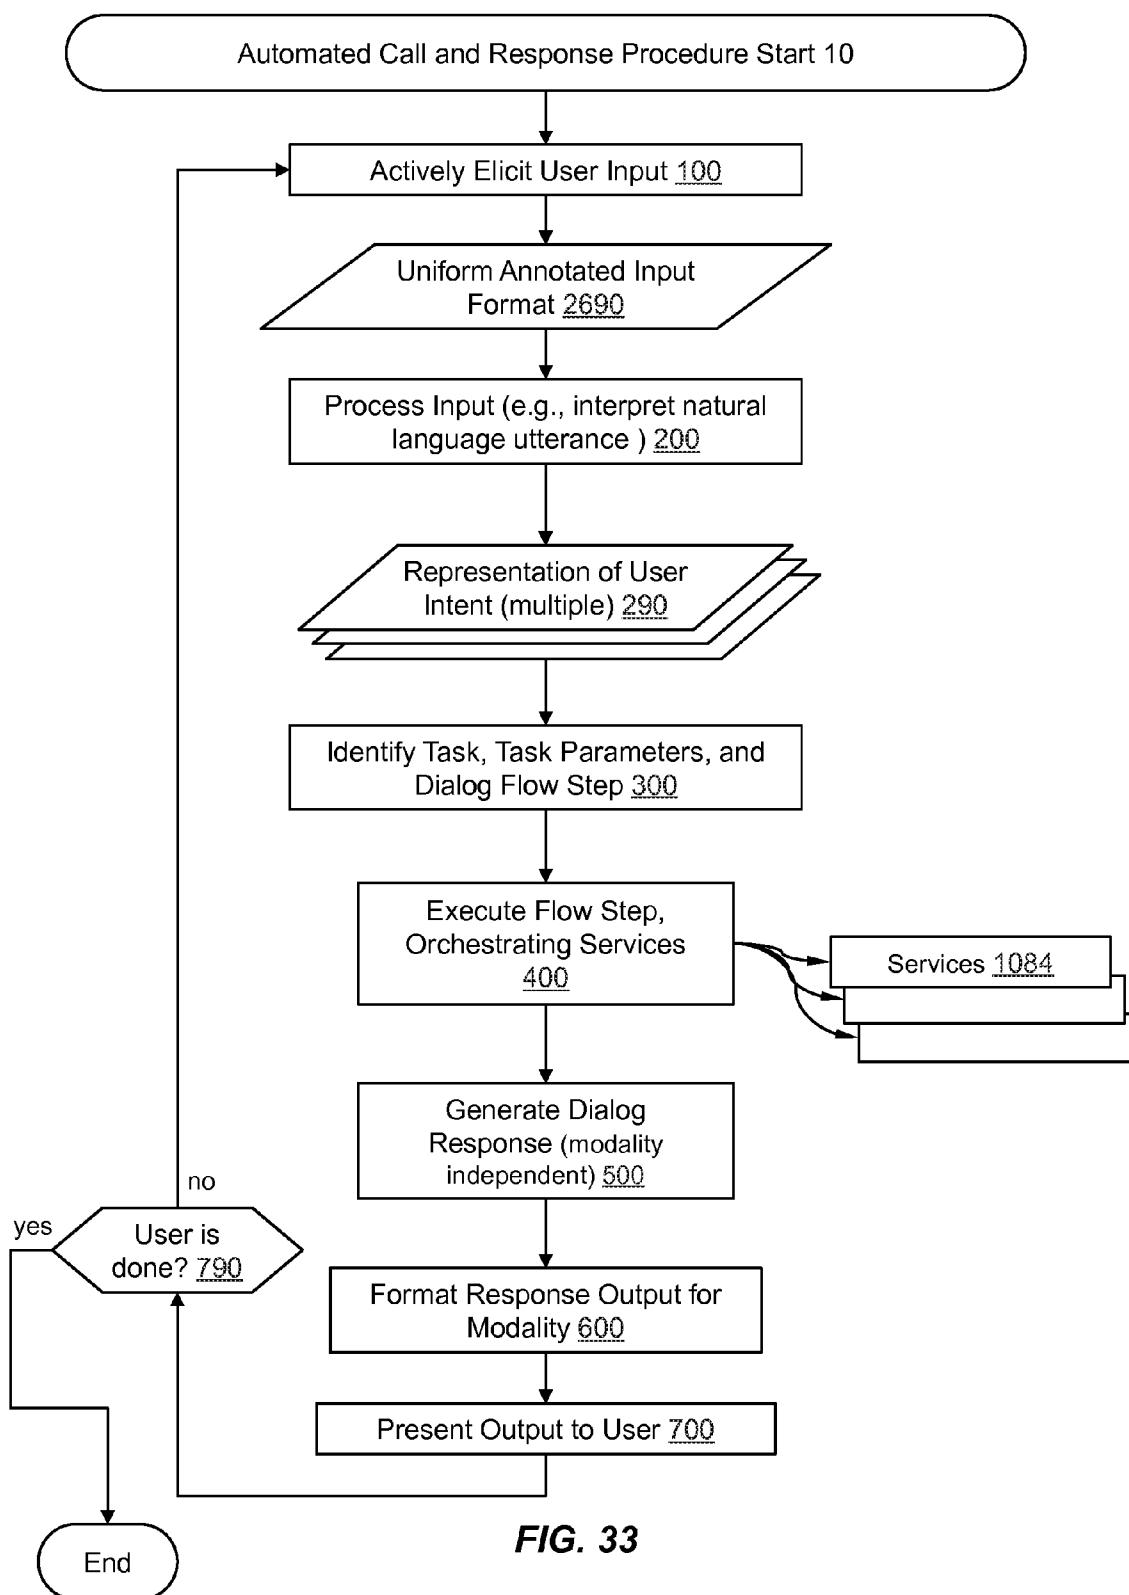 Automated Call and Response Procedure Start 10
Actively Elicit User Input 100
Uniform Annotated Input
Format 2690
Process Input (e.g., interpret natural
language utterance ) 200
Representation of User
Intent (multiple) 290
Identify Task, Task Parameters, and
Dialog Flow Step 300
Execute Flow Step,
Orchestrating Services
400
Services 1084
Generate Dialog
Response (modality
independent) 500
no
yes
User is
done? 790
Format Response Output for
Modality 600
Present Output to User 700
FIG. 33
End